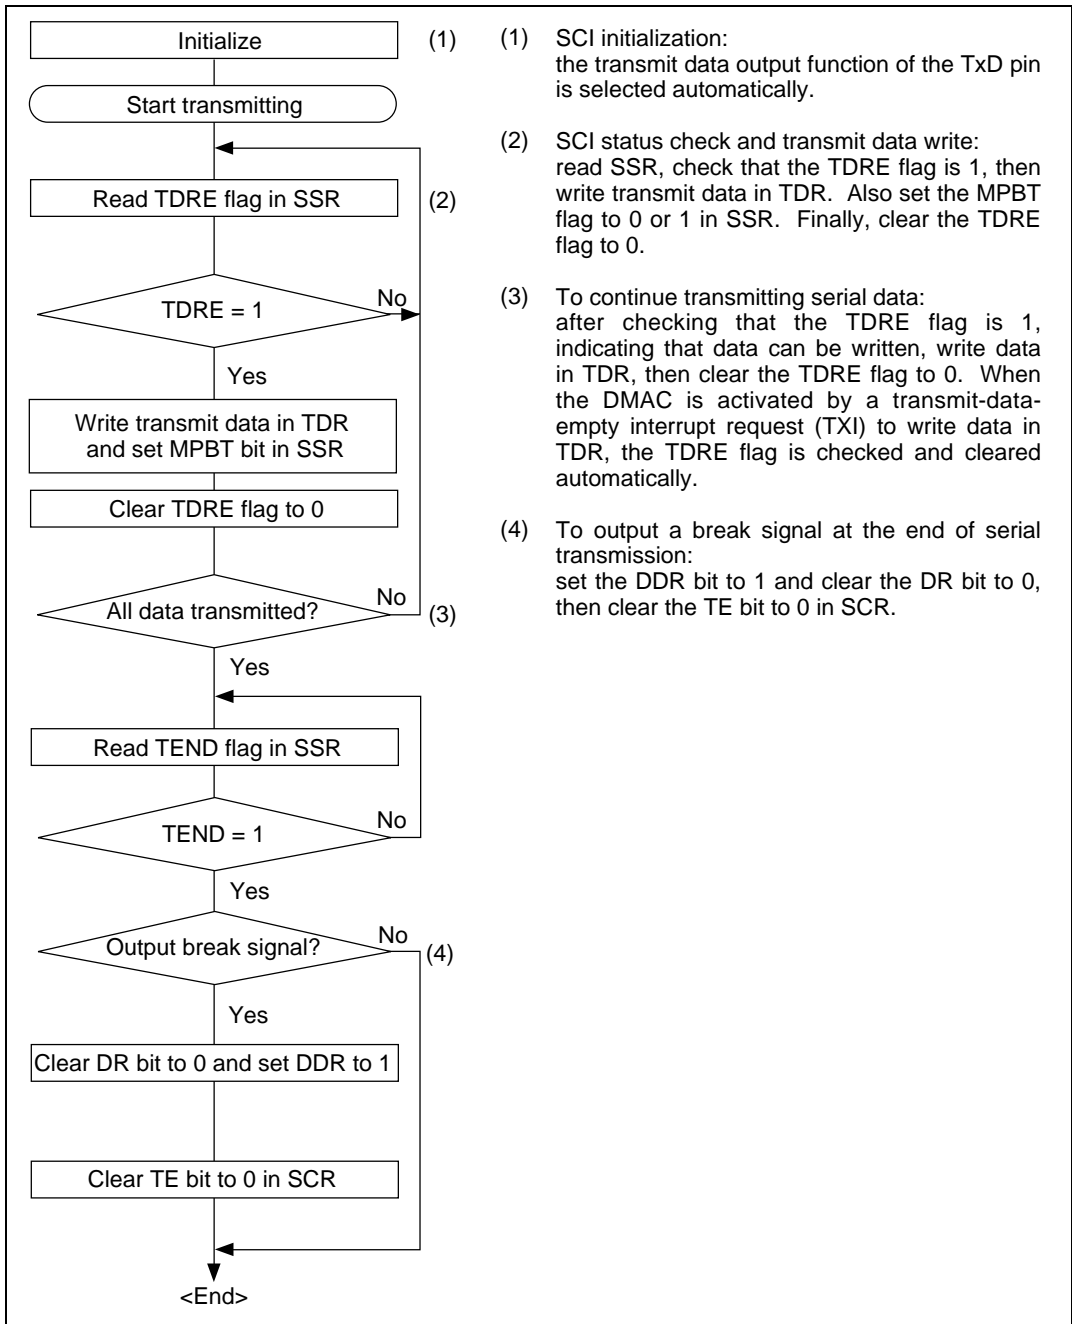 Initialize
(1)
Start transmitting
Read TDRE flag in SSR
(2)
TDRE = 1
No
Yes
Write transmit data in TDR
and set MPBT bit in SSR
Clear TDRE flag to 0
All data transmitted?
No
(3)
Yes
Read TEND flag in SSR
TEND = 1
No
Yes
Output break signal?
No
(4)
Yes
Clear DR bit to 0 and set DDR to 1
Clear TE bit to 0 in SCR
<End>
(1) SCI initialization:
the transmit data output function of the TxD pin
is selected automatically.
(2) SCI status check and transmit data write:
read SSR, check that the TDRE flag is 1, then
write transmit data in TDR. Also set the MPBT
flag to 0 or 1 in SSR. Finally, clear the TDRE
flag to 0.
(3) To continue transmitting serial data:
after checking that the TDRE flag is 1,
indicating that data can be written, write data
in TDR, then clear the TDRE flag to 0. When
the DMAC is activated by a transmit-data-
empty interrupt request (TXI) to write data in
TDR, the TDRE flag is checked and cleared
automatically.
(4) To output a break signal at the end of serial
transmission:
set the DDR bit to 1 and clear the DR bit to 0,
then clear the TE bit to 0 in SCR.